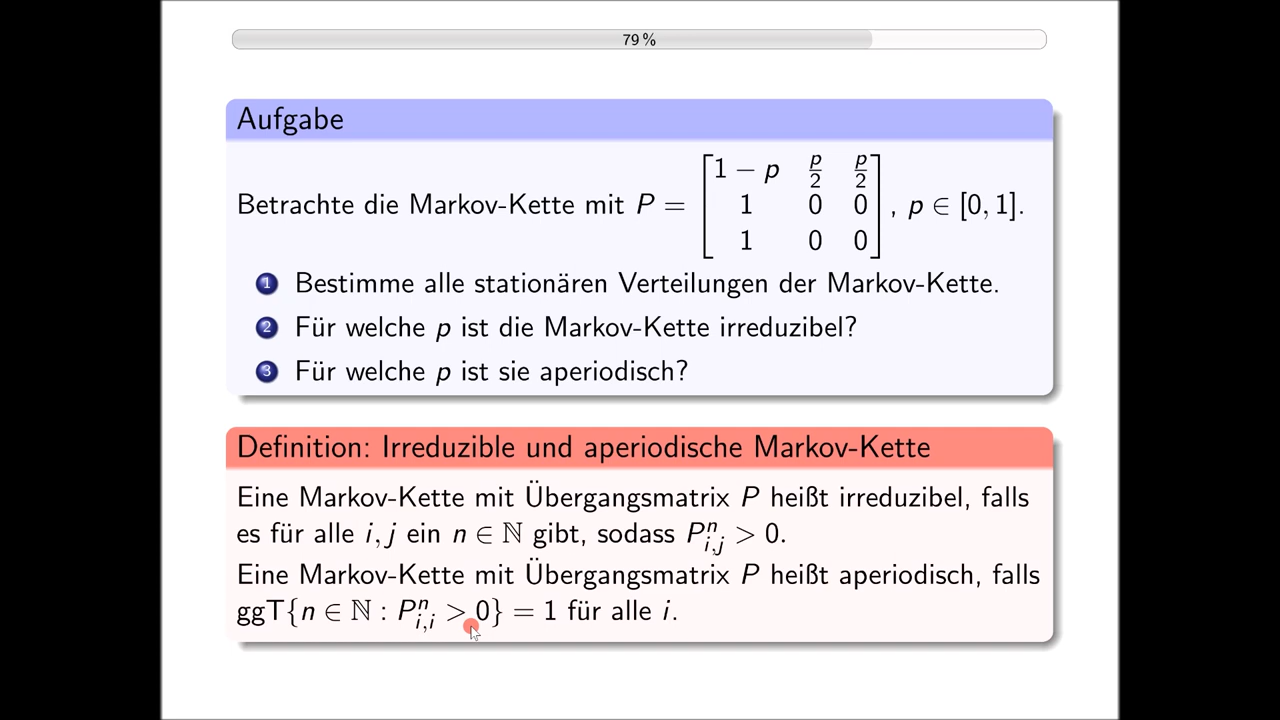 79 %
Aufgabe
Betrachte die Markov-Kette mit P = [1 − p p/2 p/2; 1 0 0; 1 0 0], p ∈ [0, 1].
1 Bestimme alle stationären Verteilungen der Markov-Kette.
2 Für welche p ist die Markov-Kette irreduzibel?
3 Für welche p ist sie aperiodisch?
Definition: Irreduzible und aperiodische Markov-Kette
Eine Markov-Kette mit Übergangsmatrix P heißt irreduzibel, falls
es für alle i, j ein n ∈ ℕ gibt, sodass P^n_{i,j} > 0.
Eine Markov-Kette mit Übergangsmatrix P heißt aperiodisch, falls
ggT{n ∈ ℕ : P^n_{i,i} > 0} = 1 für alle i.